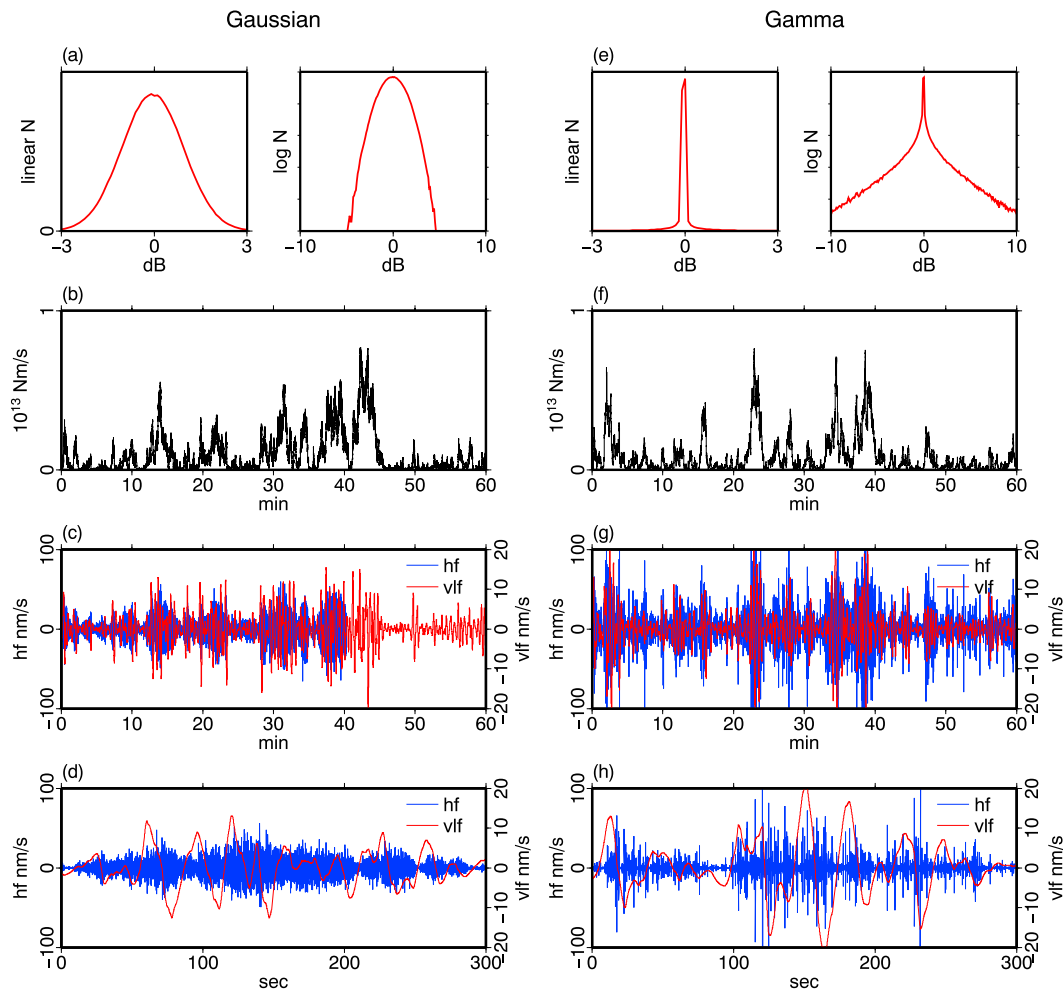 Gaussian
Gamma
(a)
linear N
0
−3 0 3
dB
log N
−10 0 10
dB
(e)
linear N
−3 0 3
dB
log N
−10 0 10
dB
(b)
10¹³ Nm/s
0 1
0 10 20 30 40 50 60
min
(f)
10¹³ Nm/s
0 1
0 10 20 30 40 50 60
min
(c)
hf nm/s
100
0
−100
hf
vlf
20
10
0
−10
−20
vlf nm/s
0 10 20 30 40 50 60
min
(g)
hf nm/s
100
0
−100
hf
vlf
20
10
0
−10
−20
vlf nm/s
0 10 20 30 40 50 60
min
(d)
hf nm/s
100
0
−100
hf
vlf
20
10
0
−10
−20
vlf nm/s
0 100 200 300
sec
(h)
hf nm/s
100
0
−100
hf
vlf
20
10
0
−10
−20
vlf nm/s
0 100 200 300
sec